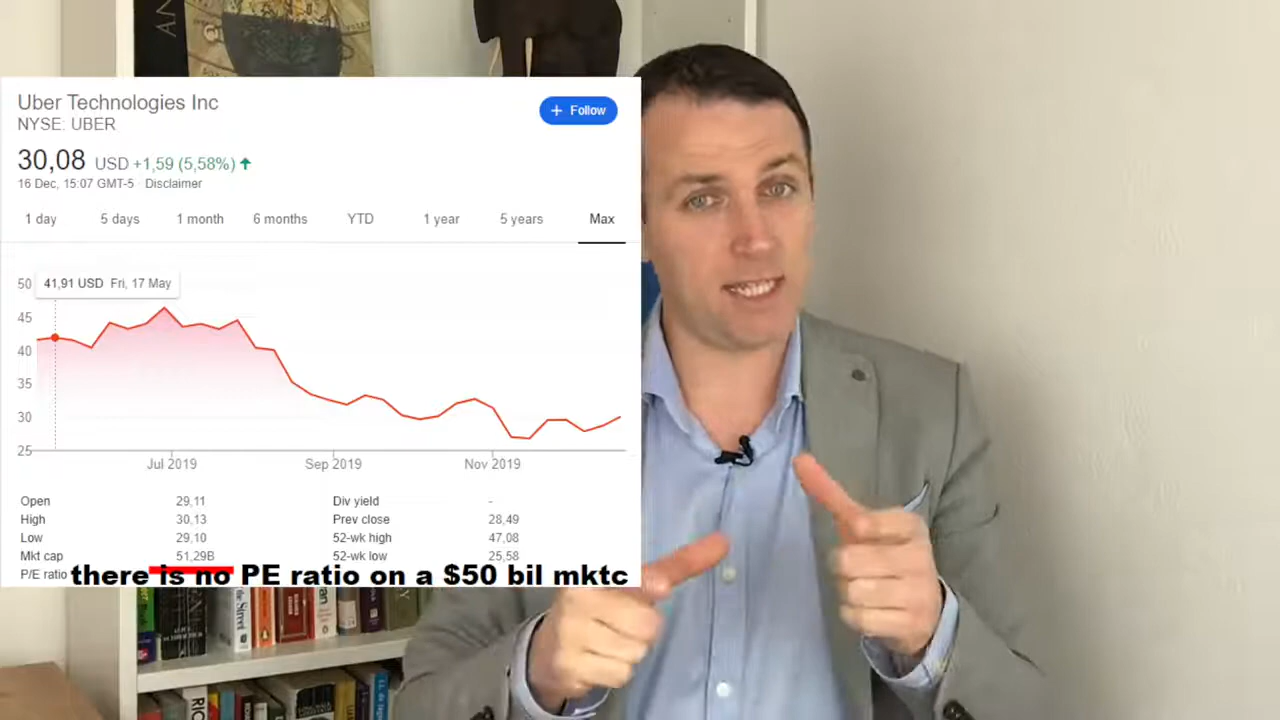 AN
Uber Technologies Inc
NYSE: UBER
+ Follow
30,08 USD +1,59 (5,58%)
16 Dec, 15:07 GMT-5 · Disclaimer
1 day 5 days 1 month 6 months YTD 1 year 5 years Max
50
41,91 USD Fri, 17 May
45
40
35
30
25
Jul 2019 Sep 2019 Nov 2019
Open 29,11 Div yield -
High 30,13 Prev close 28,49
Low 29,10 52-wk high 47,08
Mkt cap 51,29B 52-wk low 25,58
P/E ratio
there is no PE ratio on a $50 bil mktc
the Street